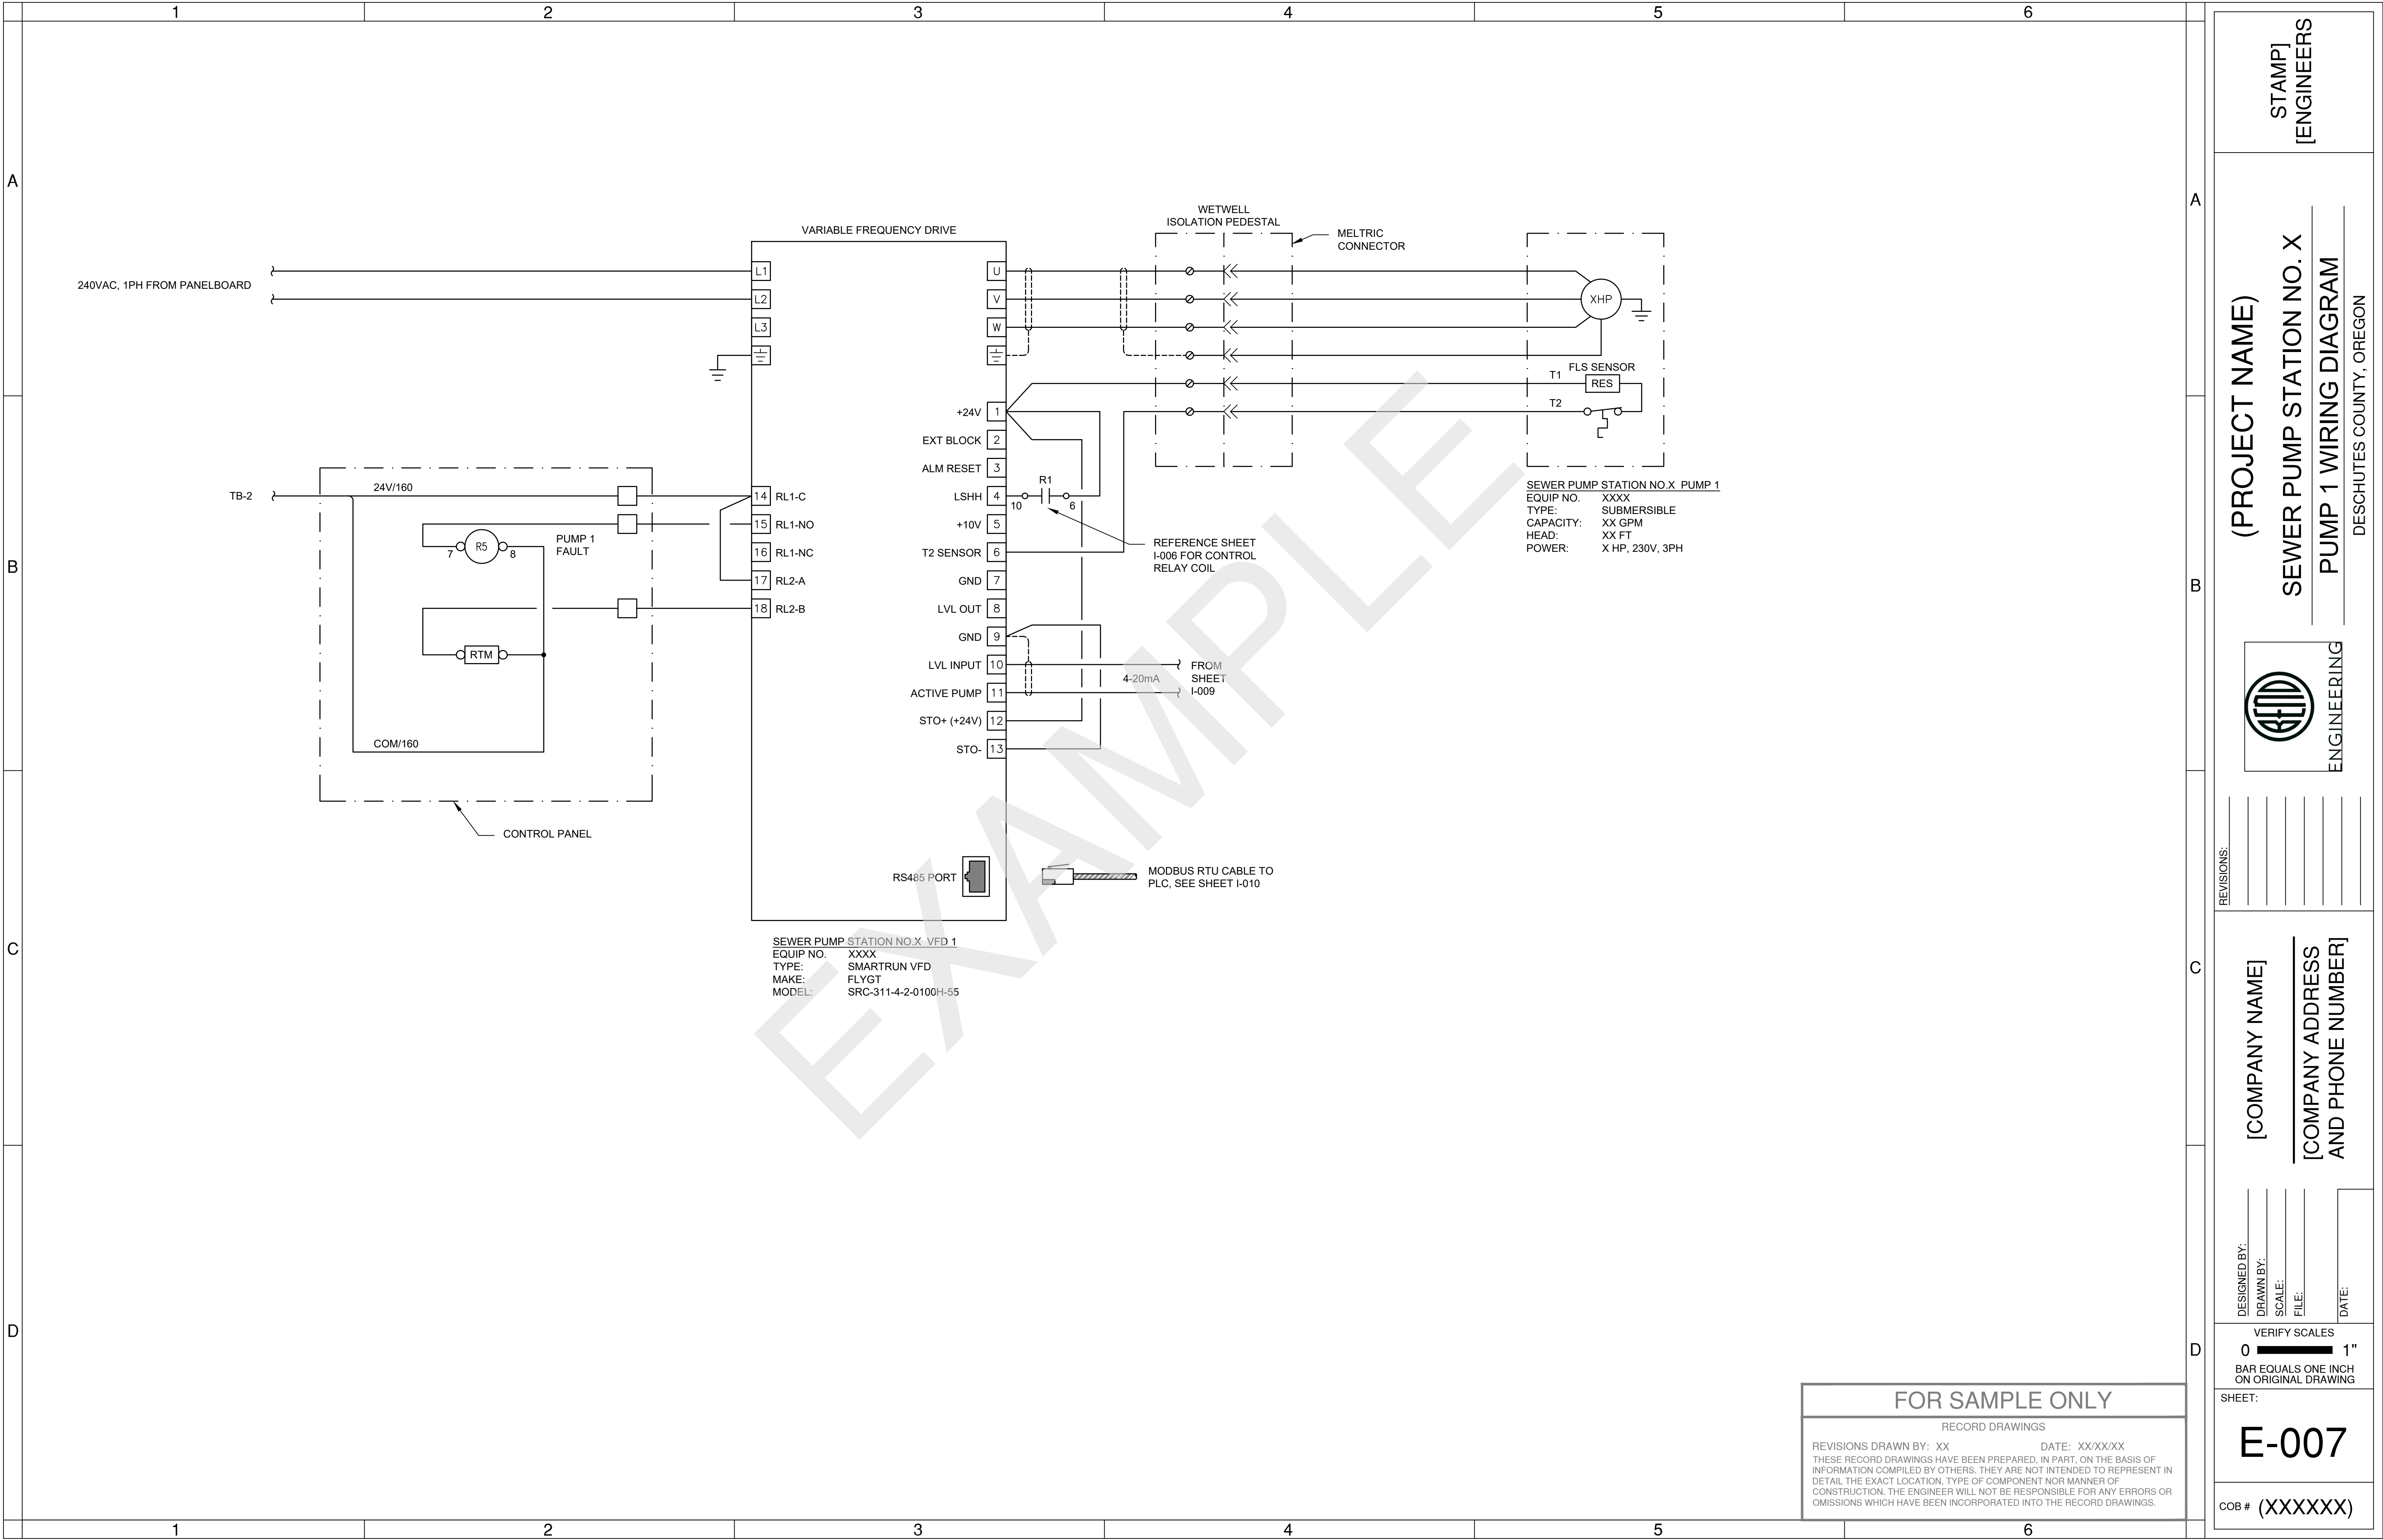 1 2 3 4 5 6
A
B
C
D
VARIABLE FREQUENCY DRIVE
240VAC, 1PH FROM PANELBOARD
L1
L2
L3
U
V
W
WETWELL
ISOLATION PEDESTAL
MELTRIC
CONNECTOR
XHP
FLS SENSOR
T1
RES
T2
SEWER PUMP STATION NO.X PUMP 1
EQUIP NO. XXXX
TYPE: SUBMERSIBLE
CAPACITY: XX GPM
HEAD: XX FT
POWER: X HP, 230V, 3PH
TB-2
24V/160
R5
7
8
PUMP 1
FAULT
RTM
COM/160
CONTROL PANEL
14 RL1-C
15 RL1-NO
16 RL1-NC
17 RL2-A
18 RL2-B
+24V 1
EXT BLOCK 2
ALM RESET 3
LSHH 4
+10V 5
T2 SENSOR 6
GND 7
LVL OUT 8
GND 9
LVL INPUT 10
ACTIVE PUMP 11
STO+ (+24V) 12
STO- 13
R1
10
6
REFERENCE SHEET
I-006 FOR CONTROL
RELAY COIL
4-20mA
FROM
SHEET
I-009
RS485 PORT
MODBUS RTU CABLE TO
PLC, SEE SHEET I-010
SEWER PUMP STATION NO.X VFD 1
EQUIP NO. XXXX
TYPE: SMARTRUN VFD
MAKE: FLYGT
MODEL: SRC-311-4-2-0100H-55
EXAMPLE
FOR SAMPLE ONLY
RECORD DRAWINGS
REVISIONS DRAWN BY: XX DATE: XX/XX/XX
THESE RECORD DRAWINGS HAVE BEEN PREPARED, IN PART, ON THE BASIS OF
INFORMATION COMPILED BY OTHERS. THEY ARE NOT INTENDED TO REPRESENT IN
DETAIL THE EXACT LOCATION, TYPE OF COMPONENT NOR MANNER OF
CONSTRUCTION. THE ENGINEER WILL NOT BE RESPONSIBLE FOR ANY ERRORS OR
OMISSIONS WHICH HAVE BEEN INCORPORATED INTO THE RECORD DRAWINGS.
1 2 3 4 5 6
A
B
C
D
STAMP]
[ENGINEERS
(PROJECT NAME)
SEWER PUMP STATION NO. X
PUMP 1 WIRING DIAGRAM
DESCHUTES COUNTY, OREGON
ENGINEERING
REVISIONS:
[COMPANY NAME]
[COMPANY ADDRESS
AND PHONE NUMBER]
DESIGNED BY:
DRAWN BY:
SCALE:
FILE:
DATE:
VERIFY SCALES
0 1"
BAR EQUALS ONE INCH
ON ORIGINAL DRAWING
SHEET:
E-007
COB # (XXXXXX)